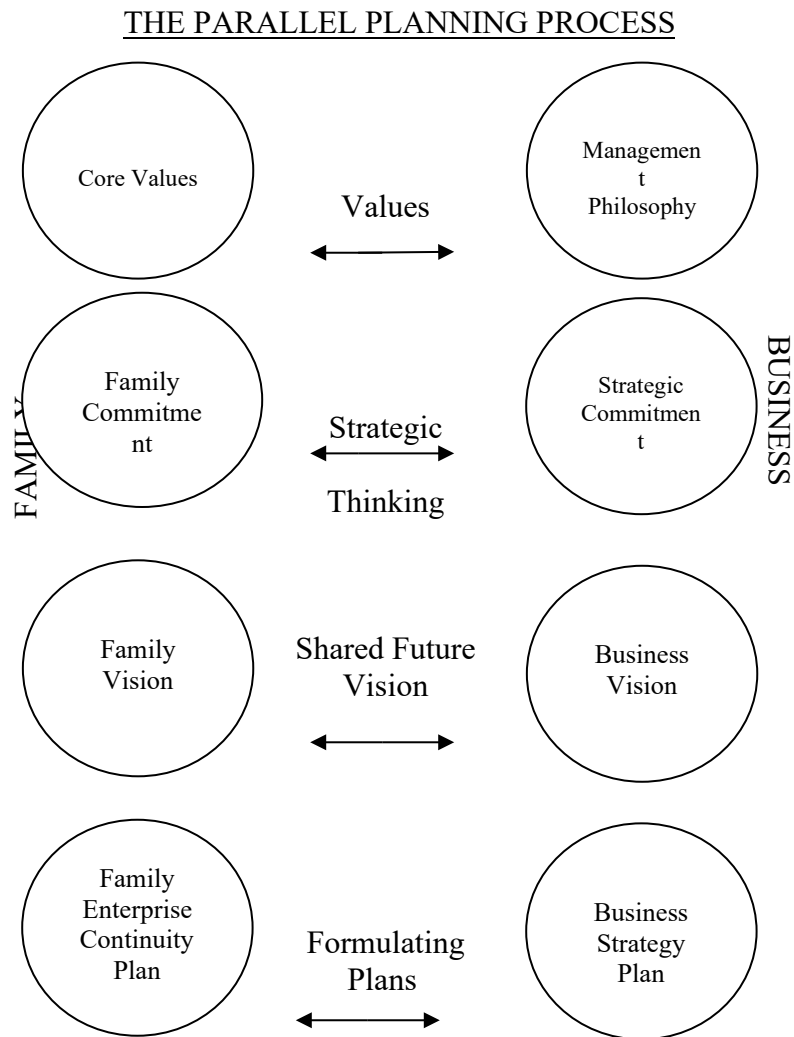 THE PARALLEL PLANNING PROCESS
Core Values
Values
Managemen
t
Philosophy
FAMILY
Family
Commitme
nt
Strategic
Thinking
Strategic
Commitmen
t
BUSINESS
Family
Vision
Shared Future
Vision
Business
Vision
Family
Enterprise
Continuity
Plan
Formulating
Plans
Business
Strategy
Plan